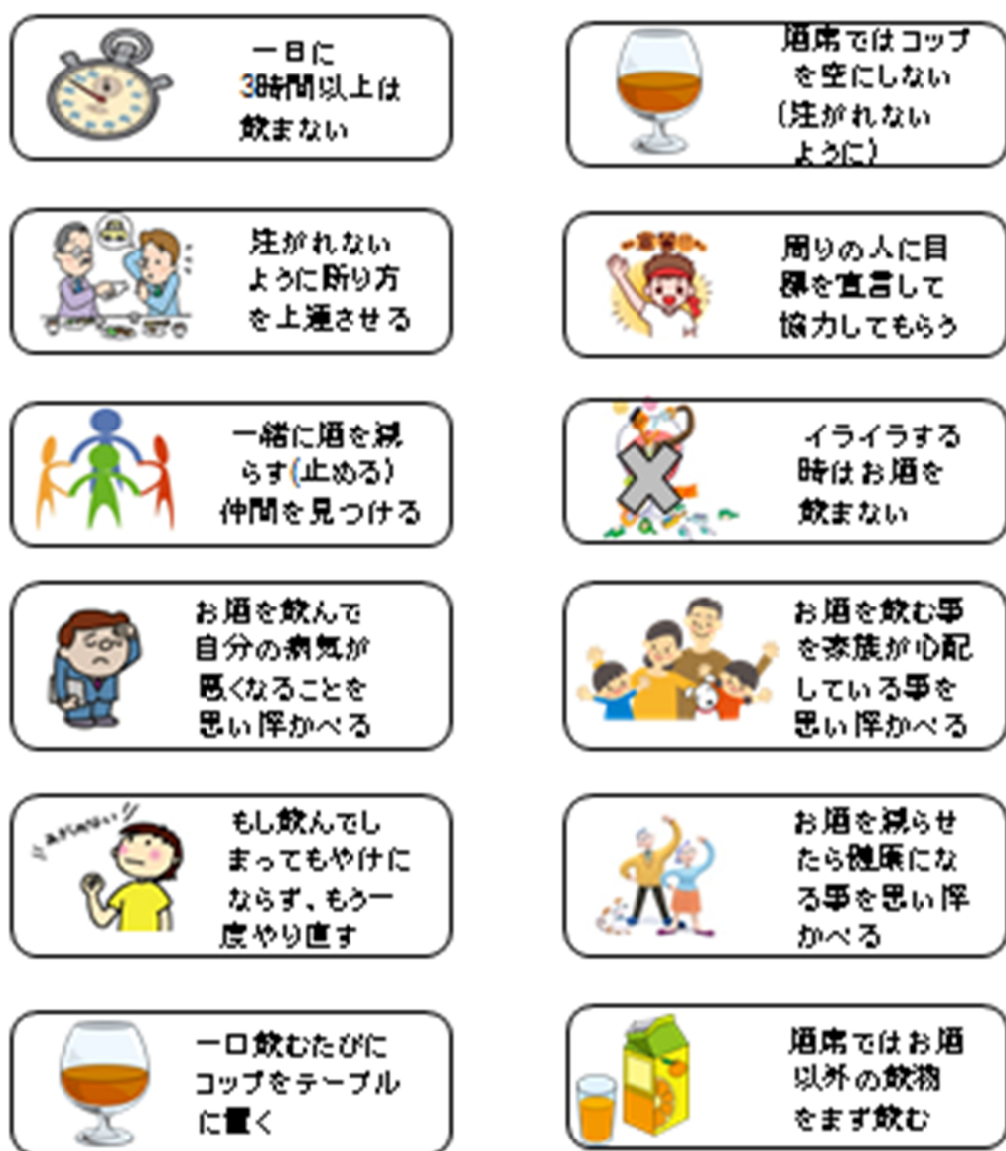 一日に
3時間以上は
飲まない
酒席ではコップ
を空にしない
(注がれない
ように)
注がれない
ように断り方
を上達させる
周りの人に目
標を宣言して
協力してもらう
一緒に酒を減
らす(止める)
仲間を見つける
イライラする
時はお酒を
飲まない
お酒を飲んで
自分の病気が
悪くなることを
思い浮かべる
お酒を飲む事
を家族が心配
している事を
思い浮かべる
もし飲んでし
まってもやけに
ならず、もう一
度やり直す
お酒を減らせ
たら健康にな
る事を思い浮
かべる
一口飲むたびに
コップをテーブル
に置く
酒席ではお酒
以外の飲物
をまず飲む